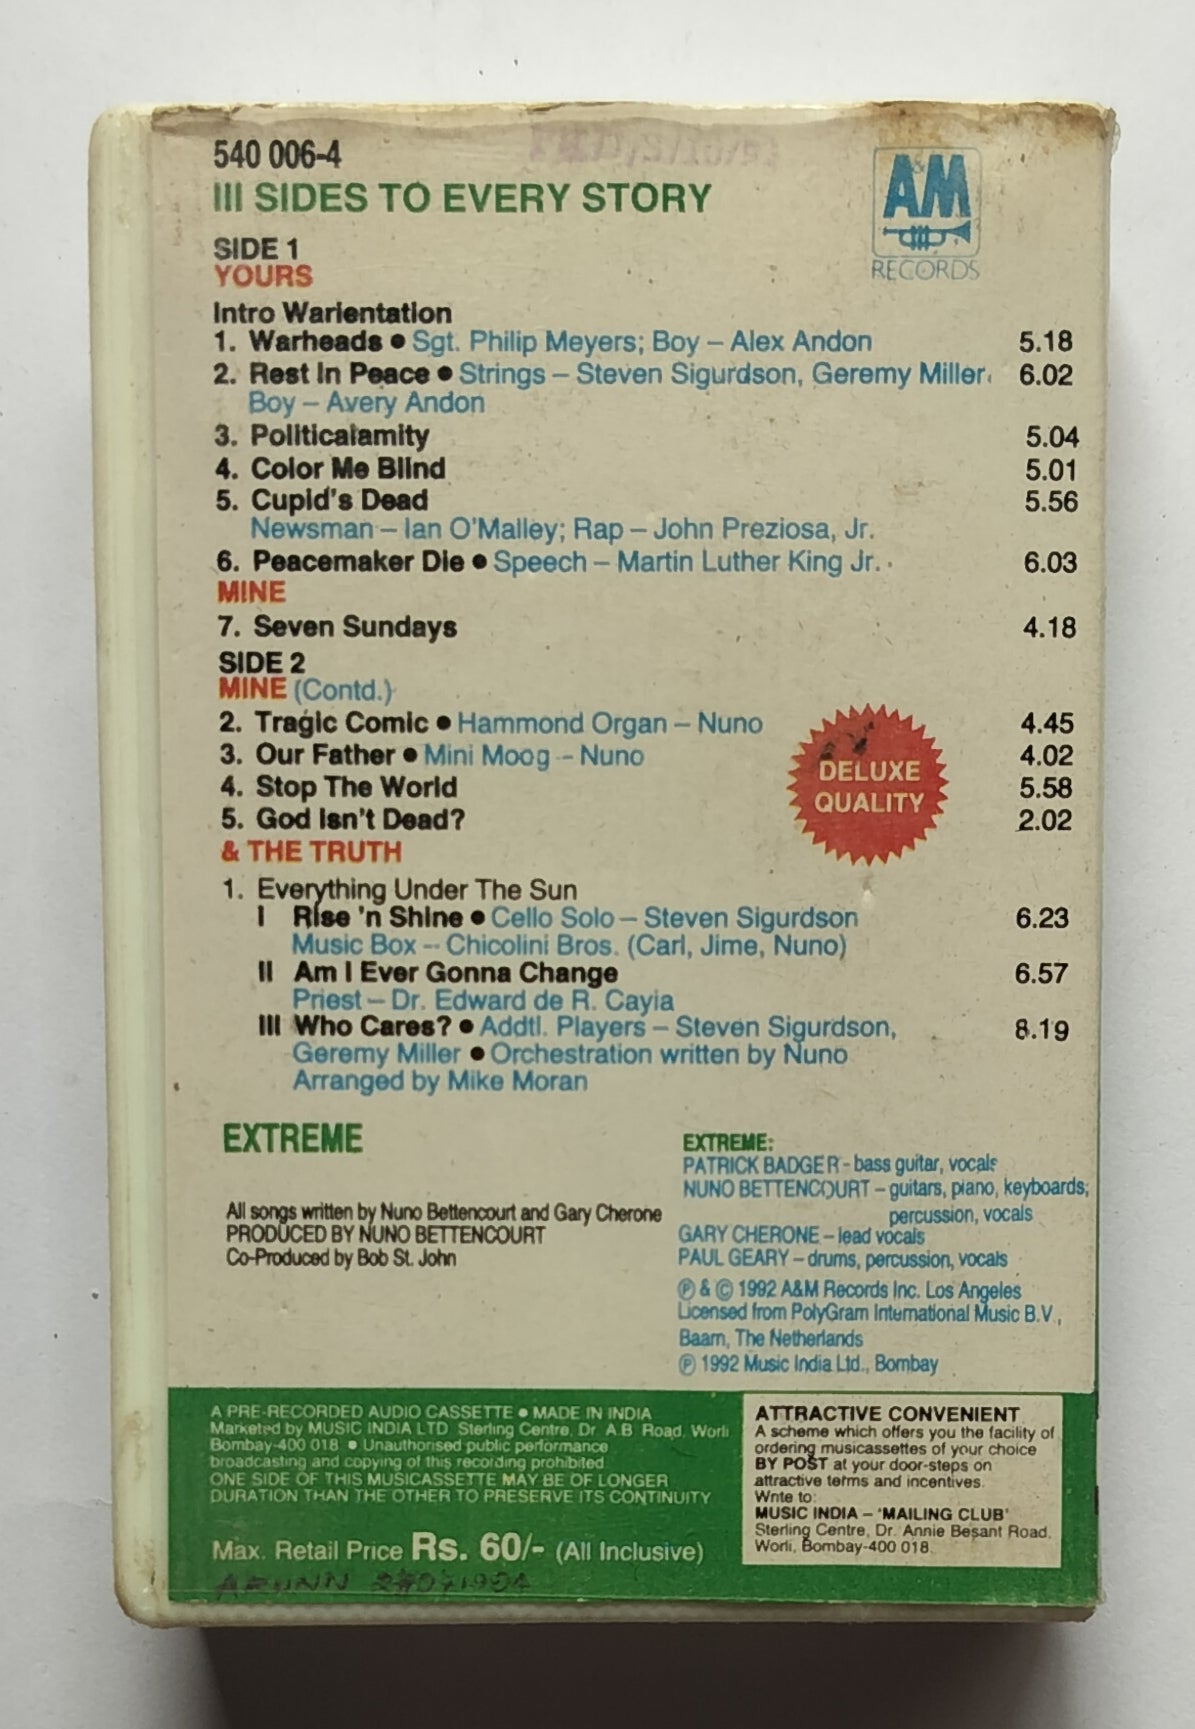 540 006-4
III SIDES TO EVERY STORY
A&M
RECORDS
SIDE 1
YOURS
Intro Warientation
1. Warheads ● Sgt. Philip Meyers; Boy – Alex Andon 5.18
2. Rest In Peace ● Strings – Steven Sigurdson, Geremy Miller, 6.02
Boy – Avery Andon
3. Politicalamity 5.04
4. Color Me Blind 5.01
5. Cupid's Dead 5.56
Newsman – Ian O'Malley; Rap – John Preziosa, Jr.
6. Peacemaker Die ● Speech – Martin Luther King Jr. 6.03
MINE
7. Seven Sundays 4.18
SIDE 2
MINE (Contd.)
2. Tragic Comic ● Hammond Organ – Nuno 4.45
3. Our Father ● Mini Moog – Nuno 4.02
4. Stop The World 5.58
5. God Isn't Dead? 2.02
DELUXE
QUALITY
& THE TRUTH
1. Everything Under The Sun
I Rise 'n Shine ● Cello Solo – Steven Sigurdson 6.23
Music Box – Chicolini Bros. (Carl, Jime, Nuno)
II Am I Ever Gonna Change 6.57
Priest – Dr. Edward de R. Cayia
III Who Cares? ● Addtl. Players – Steven Sigurdson, 8.19
Geremy Miller ● Orchestration written by Nuno
Arranged by Mike Moran
EXTREME
All songs written by Nuno Bettencourt and Gary Cherone
PRODUCED BY NUNO BETTENCOURT
Co-Produced by Bob St. John
EXTREME:
PATRICK BADGER - bass guitar, vocals
NUNO BETTENCOURT – guitars, piano, keyboards,
percussion, vocals
GARY CHERONE – lead vocals
PAUL GEARY – drums, percussion, vocals
℗ & © 1992 A&M Records Inc. Los Angeles
Licensed from PolyGram International Music B.V.,
Baarn, The Netherlands
℗ 1992 Music India Ltd., Bombay
A PRE-RECORDED AUDIO CASSETTE ● MADE IN INDIA
Marketed by MUSIC INDIA LTD Sterling Centre, Dr A.B. Road, Worli
Bombay-400 018 ● Unauthorised public performance
broadcasting and copying of this recording prohibited
ONE SIDE OF THIS MUSICASSETTE MAY BE OF LONGER
DURATION THAN THE OTHER TO PRESERVE ITS CONTINUITY
Max. Retail Price Rs. 60/- (All Inclusive)
ATTRACTIVE CONVENIENT
A scheme which offers you the facility of
ordering musicassettes of your choice
BY POST at your door-steps on
attractive terms and incentives.
Write to:
MUSIC INDIA – 'MAILING CLUB'
Sterling Centre, Dr. Annie Besant Road,
Worli, Bombay-400 018.